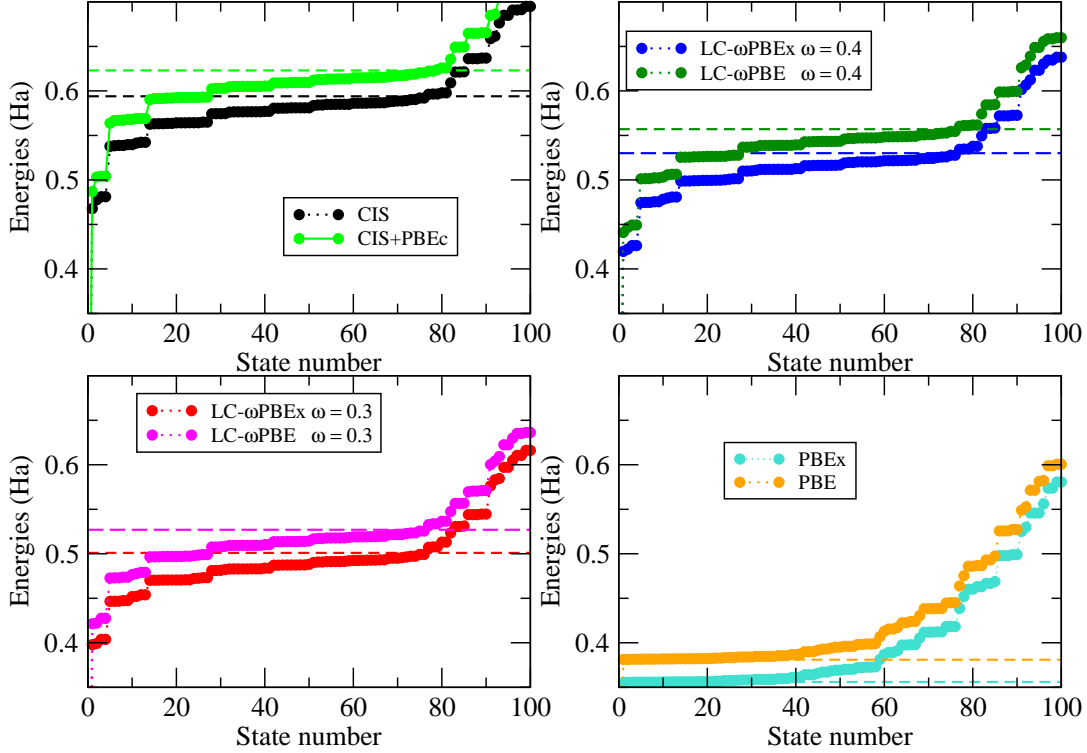 Energies (Ha)
0.6
0.5
0.4
CIS
CIS+PBEc
0 20 40 60 80 100
State number
Energies (Ha)
0.6
0.5
0.4
LC-ωPBEx ω = 0.4
LC-ωPBE ω = 0.4
0 20 40 60 80 100
State number
Energies (Ha)
0.6
0.5
0.4
LC-ωPBEx ω = 0.3
LC-ωPBE ω = 0.3
0 20 40 60 80 100
State number
Energies (Ha)
0.6
0.5
0.4
PBEx
PBE
0 20 40 60 80 100
State number